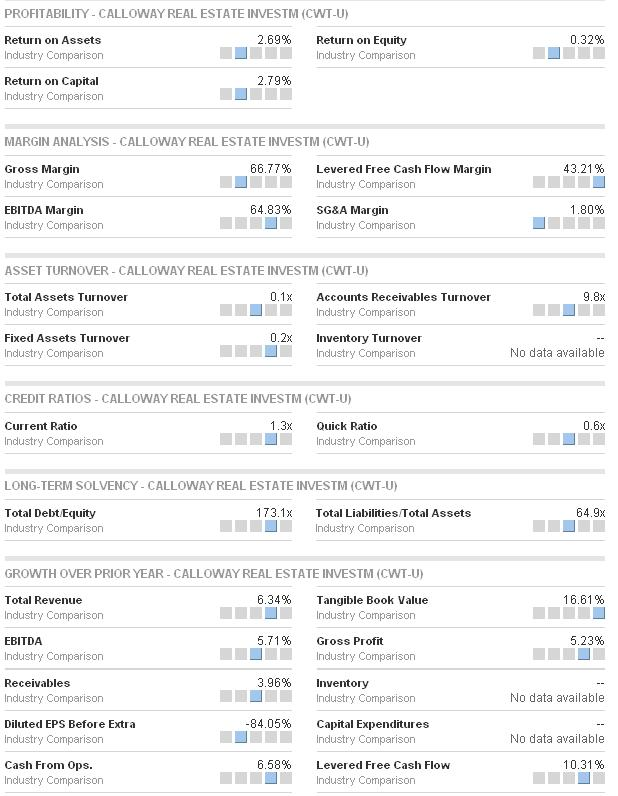 PROFITABILITY - CALLOWAY REAL ESTATE INVESTM (CWT-U)
Return on Assets 2.69% Return on Equity 0.32%
Industry Comparison Industry Comparison
Return on Capital 2.79%
Industry Comparison
MARGIN ANALYSIS - CALLOWAY REAL ESTATE INVESTM (CWT-U)
Gross Margin 66.77% Levered Free Cash Flow Margin 43.21%
Industry Comparison Industry Comparison
EBITDA Margin 64.83% SG&A Margin 1.80%
Industry Comparison Industry Comparison
ASSET TURNOVER - CALLOWAY REAL ESTATE INVESTM (CWT-U)
Total Assets Turnover 0.1x Accounts Receivables Turnover 9.8x
Industry Comparison Industry Comparison
Fixed Assets Turnover 0.2x Inventory Turnover --
Industry Comparison Industry Comparison No data available
CREDIT RATIOS - CALLOWAY REAL ESTATE INVESTM (CWT-U)
Current Ratio 1.3x Quick Ratio 0.6x
Industry Comparison Industry Comparison
LONG-TERM SOLVENCY - CALLOWAY REAL ESTATE INVESTM (CWT-U)
Total Debt/Equity 173.1x Total Liabilities/Total Assets 64.9x
Industry Comparison Industry Comparison
GROWTH OVER PRIOR YEAR - CALLOWAY REAL ESTATE INVESTM (CWT-U)
Total Revenue 6.34% Tangible Book Value 16.61%
Industry Comparison Industry Comparison
EBITDA 5.71% Gross Profit 5.23%
Industry Comparison Industry Comparison
Receivables 3.96% Inventory --
Industry Comparison Industry Comparison No data available
Diluted EPS Before Extra -84.05% Capital Expenditures --
Industry Comparison Industry Comparison No data available
Cash From Ops. 6.58% Levered Free Cash Flow 10.31%
Industry Comparison Industry Comparison